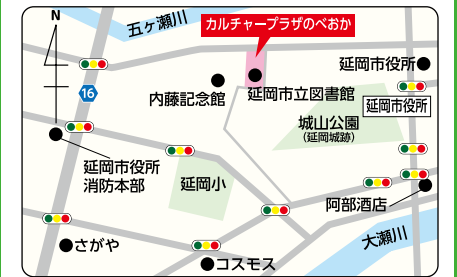 N
五ヶ瀬川
カルチャープラザのべおか
延岡市役所
16
内藤記念館
延岡市立図書館
延岡市役所
城山公園
(延岡城跡)
延岡市役所
消防本部
延岡小
阿部酒店
さがや
コスモス
大瀬川